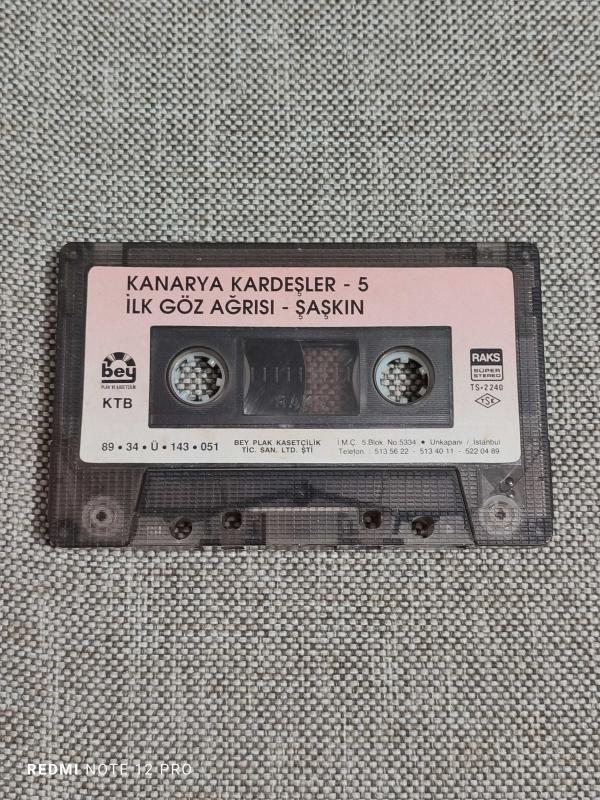 KANARYA KARDEŞLER - 5
İLK GÖZ AĞRISI - ŞAŞKIN
bey
PLAK VE KASETÇİLİK
KTB
RAKS
SUPER
STEREO
TS•2240
TSE
89 • 34 • Ü • 143 • 051
BEY PLAK KASETÇİLİK
TİC. SAN. LTD. ŞTİ
İ.M.Ç. 5.Blok. No.5334 • Unkapanı / İstanbul
Telefon : 513 56 22 - 513 40 11 - 522 04 89
REDMI NOTE 12 PRO